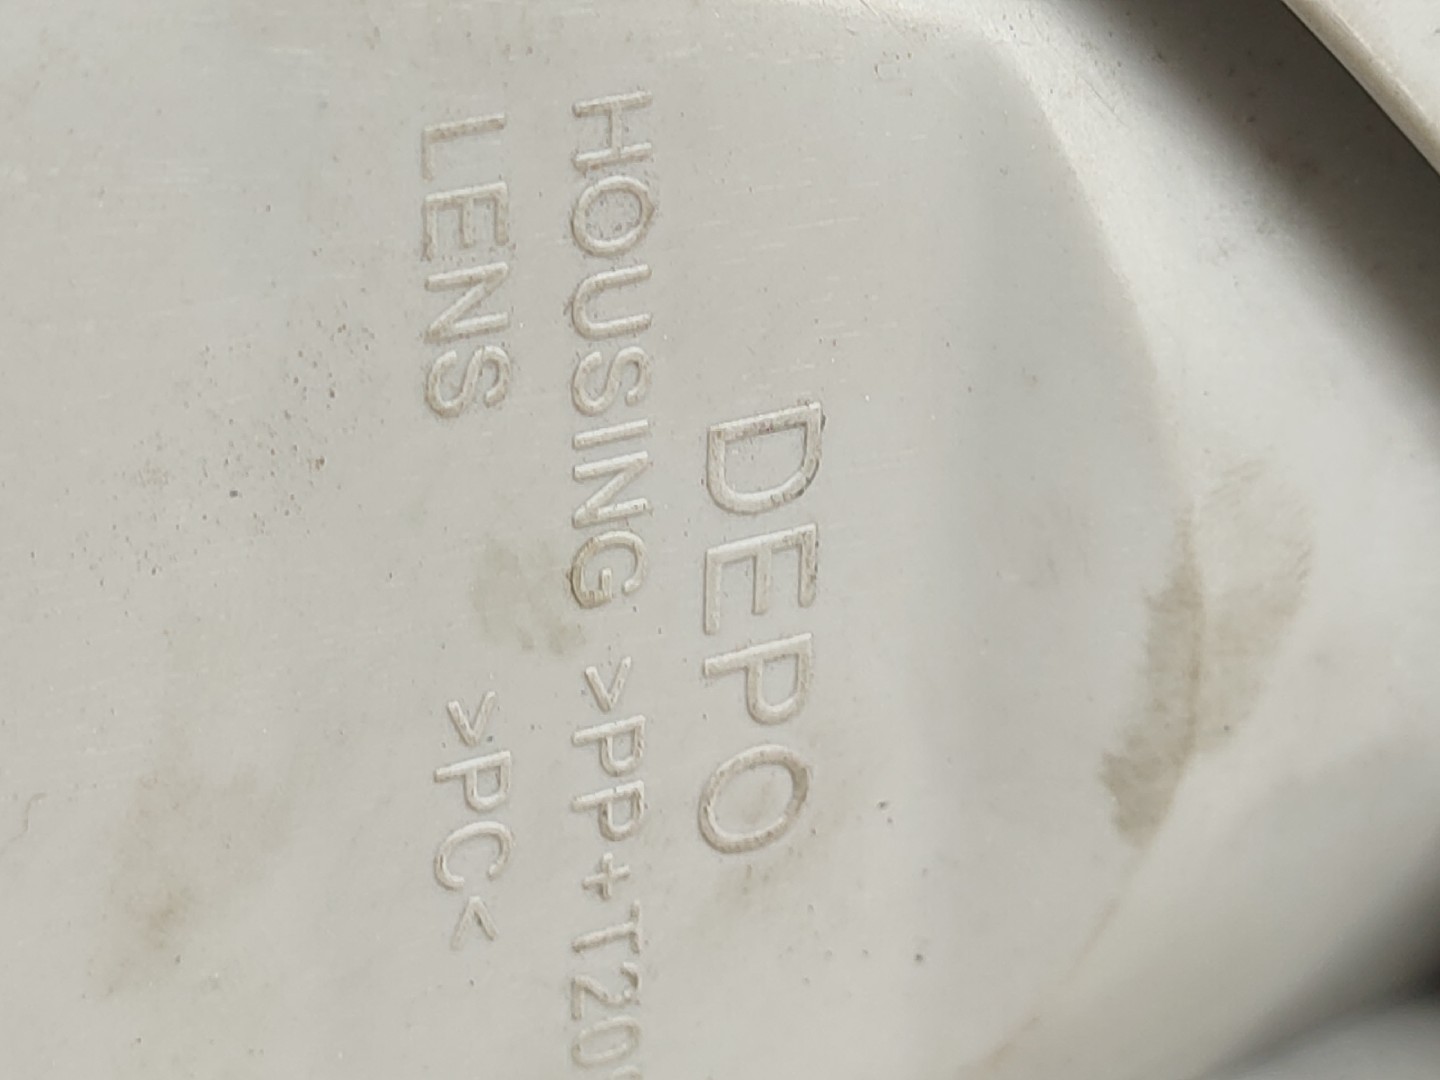 DEPO
HOUSING >PP+T20
LENS >PC<